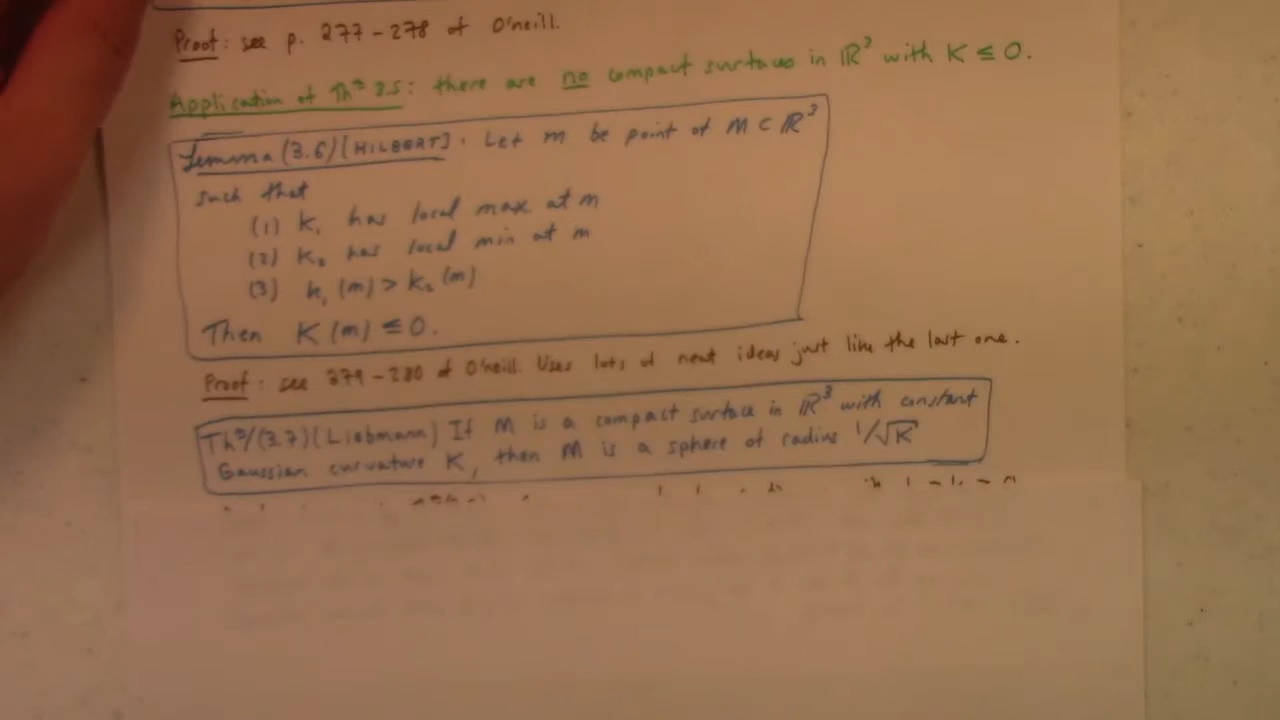 Proof: see p. 277-278 of O'neill.
Application of Thᵐ 3.5: there are no compact surfaces in ℝ³ with K ≤ 0.
Lemma (3.6) [HILBERT]. Let m be point of M ⊂ ℝ³
such that
(1) k₁ has local max. at m
(2) k₂ has local min at m
(3) k₁(m) > k₂(m)
Then K(m) ≤ 0.
Proof: see 279-280 of O'neill. Uses lots of neat ideas just like the last one.
Thᵐ/(3.7)(Liebmann) If M is a compact surface in ℝ³ with constant
Gaussian curvature K, then M is a sphere of radius 1/√K